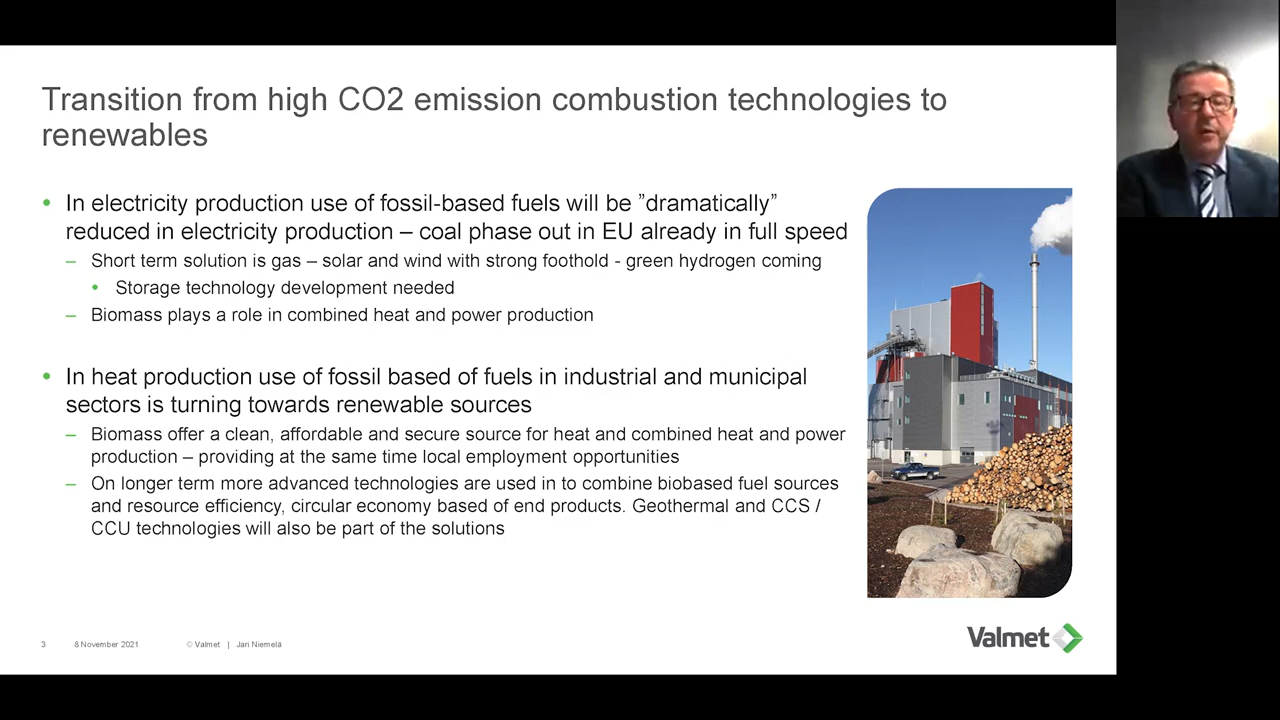 Transition from high CO2 emission combustion technologies to
renewables
• In electricity production use of fossil-based fuels will be ”dramatically”
reduced in electricity production – coal phase out in EU already in full speed
– Short term solution is gas – solar and wind with strong foothold - green hydrogen coming
• Storage technology development needed
– Biomass plays a role in combined heat and power production
• In heat production use of fossil based of fuels in industrial and municipal
sectors is turning towards renewable sources
– Biomass offer a clean, affordable and secure source for heat and combined heat and power
production – providing at the same time local employment opportunities
– On longer term more advanced technologies are used in to combine biobased fuel sources
and resource efficiency, circular economy based of end products. Geothermal and CCS /
CCU technologies will also be part of the solutions
3 8 November 2021 © Valmet | Jari Niemelä
Valmet